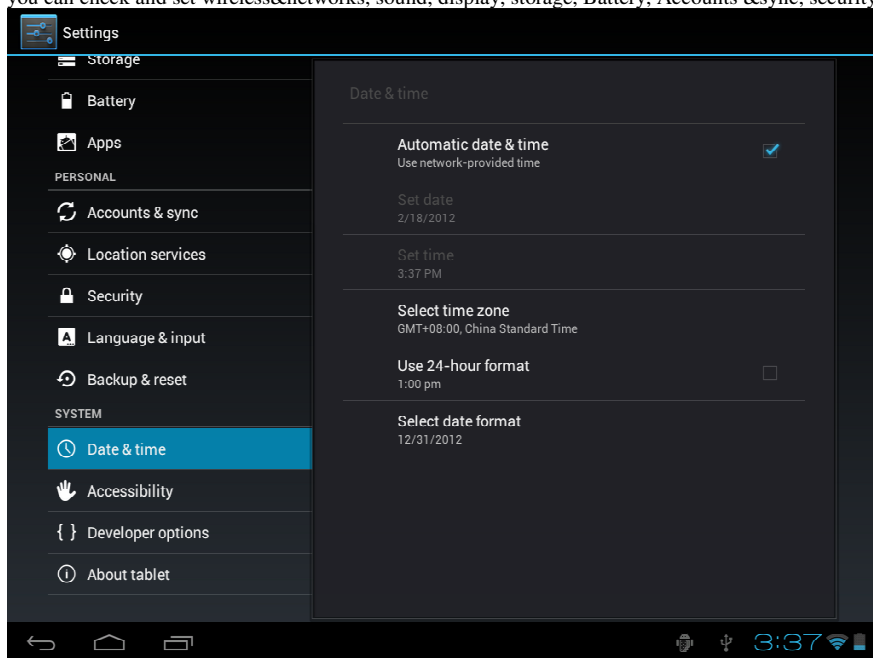 you can check and set wireless&networks, sound, display, storage, Battery, Accounts &sync, security
Settings
Storage
Battery
Apps
PERSONAL
Accounts & sync
Location services
Security
Language & input
Backup & reset
SYSTEM
Date & time
Accessibility
{ } Developer options
About tablet
Date & time
Automatic date & time
Use network-provided time
Set date
2/18/2012
Set time
3:37 PM
Select time zone
GMT+08:00, China Standard Time
Use 24-hour format
1:00 pm
Select date format
12/31/2012
3:37